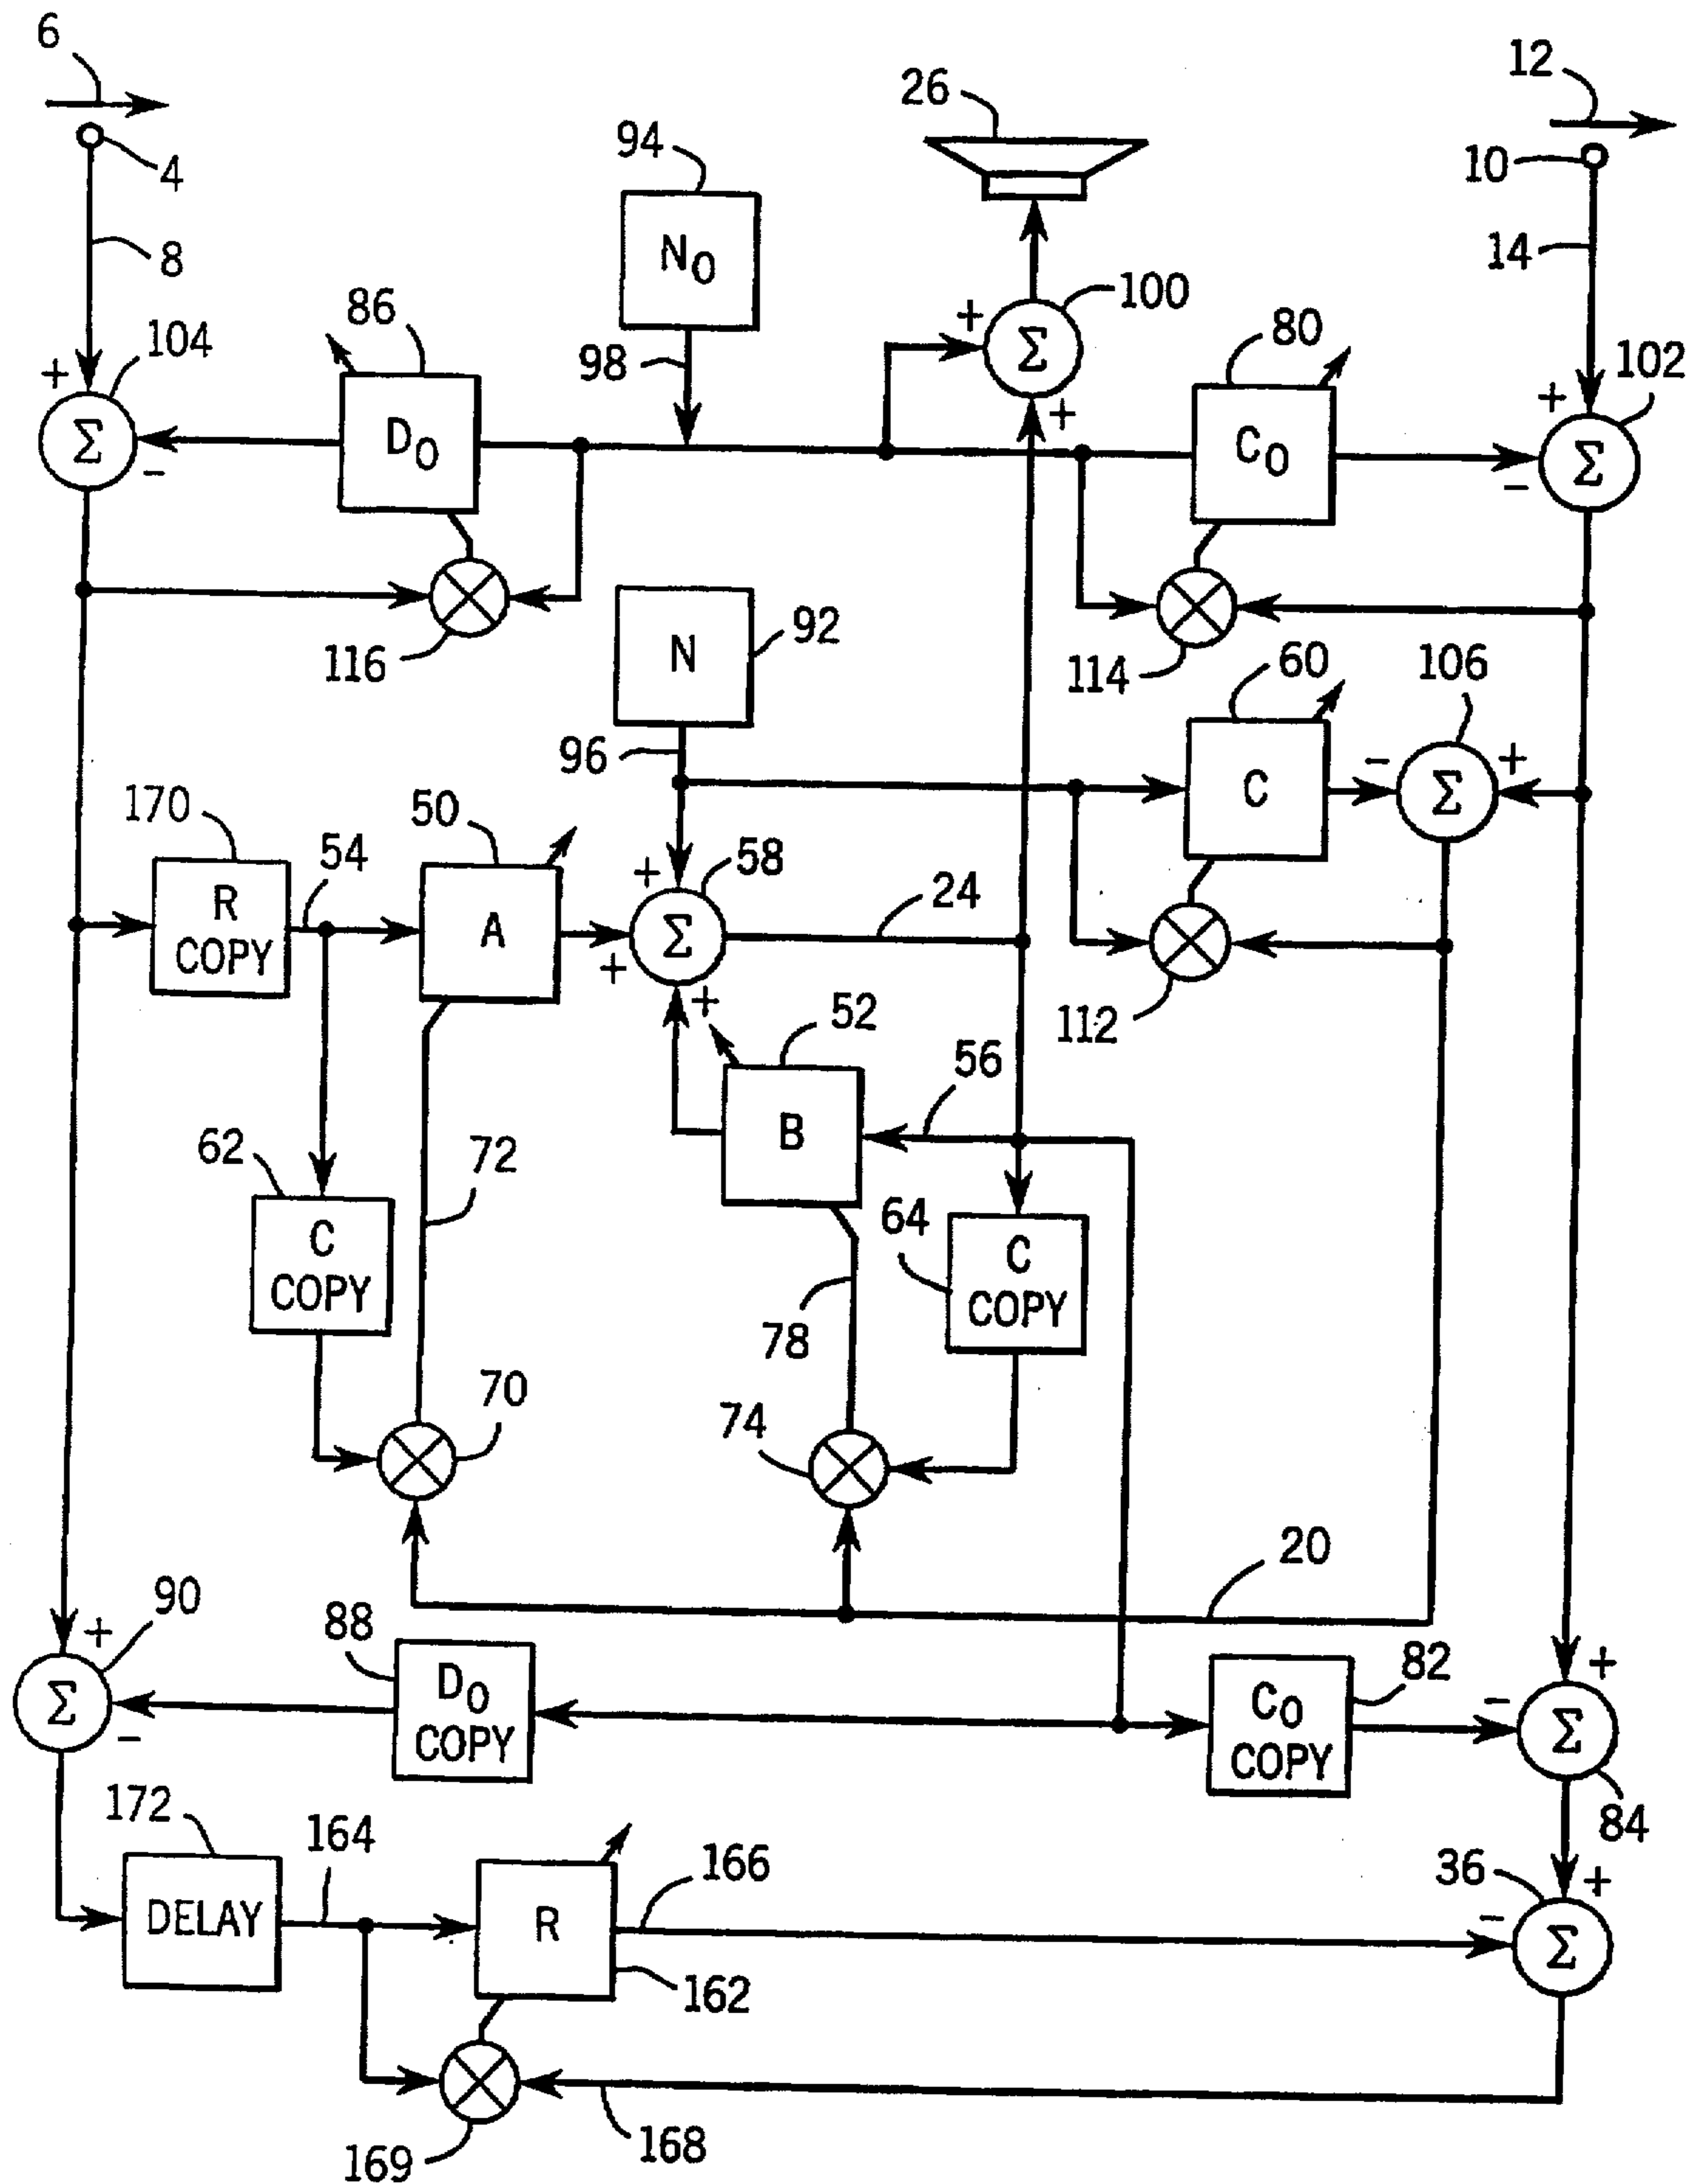 6
12
26
94
4
10
N₀
8
14
86
100
98
+
Σ
80
104
102
+
+
D₀
C₀
Σ
-
+
-
Σ
N
92
116
114
60
106
96
C
-
+
Σ
170
54
50
58
24
R
COPY
A
+
Σ
+
+
112
52
56
B
62
72
64
C
COPY
C
COPY
78
70
74
20
90
+
88
82
+
Σ
D₀
COPY
C₀
COPY
-
Σ
-
84
172
164
166
36
+
DELAY
R
-
Σ
162
169
168